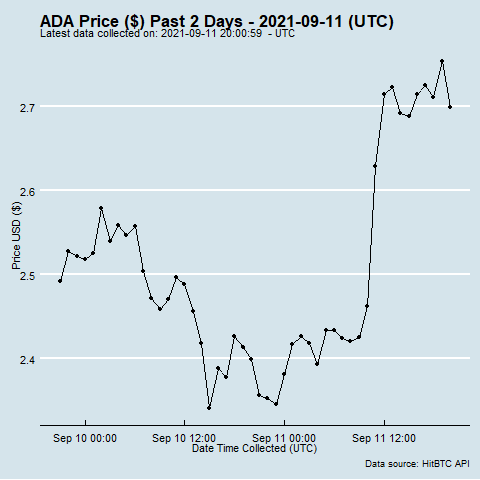 ADA Price ($) Past 2 Days - 2021-09-11 (UTC)
Latest data collected on: 2021-09-11 20:00:59 - UTC
2.7
2.6
2.5
2.4
Price USD ($)
Sep 10 00:00
Sep 10 12:00
Sep 11 00:00
Sep 11 12:00
Date Time Collected (UTC)
Data source: HitBTC API